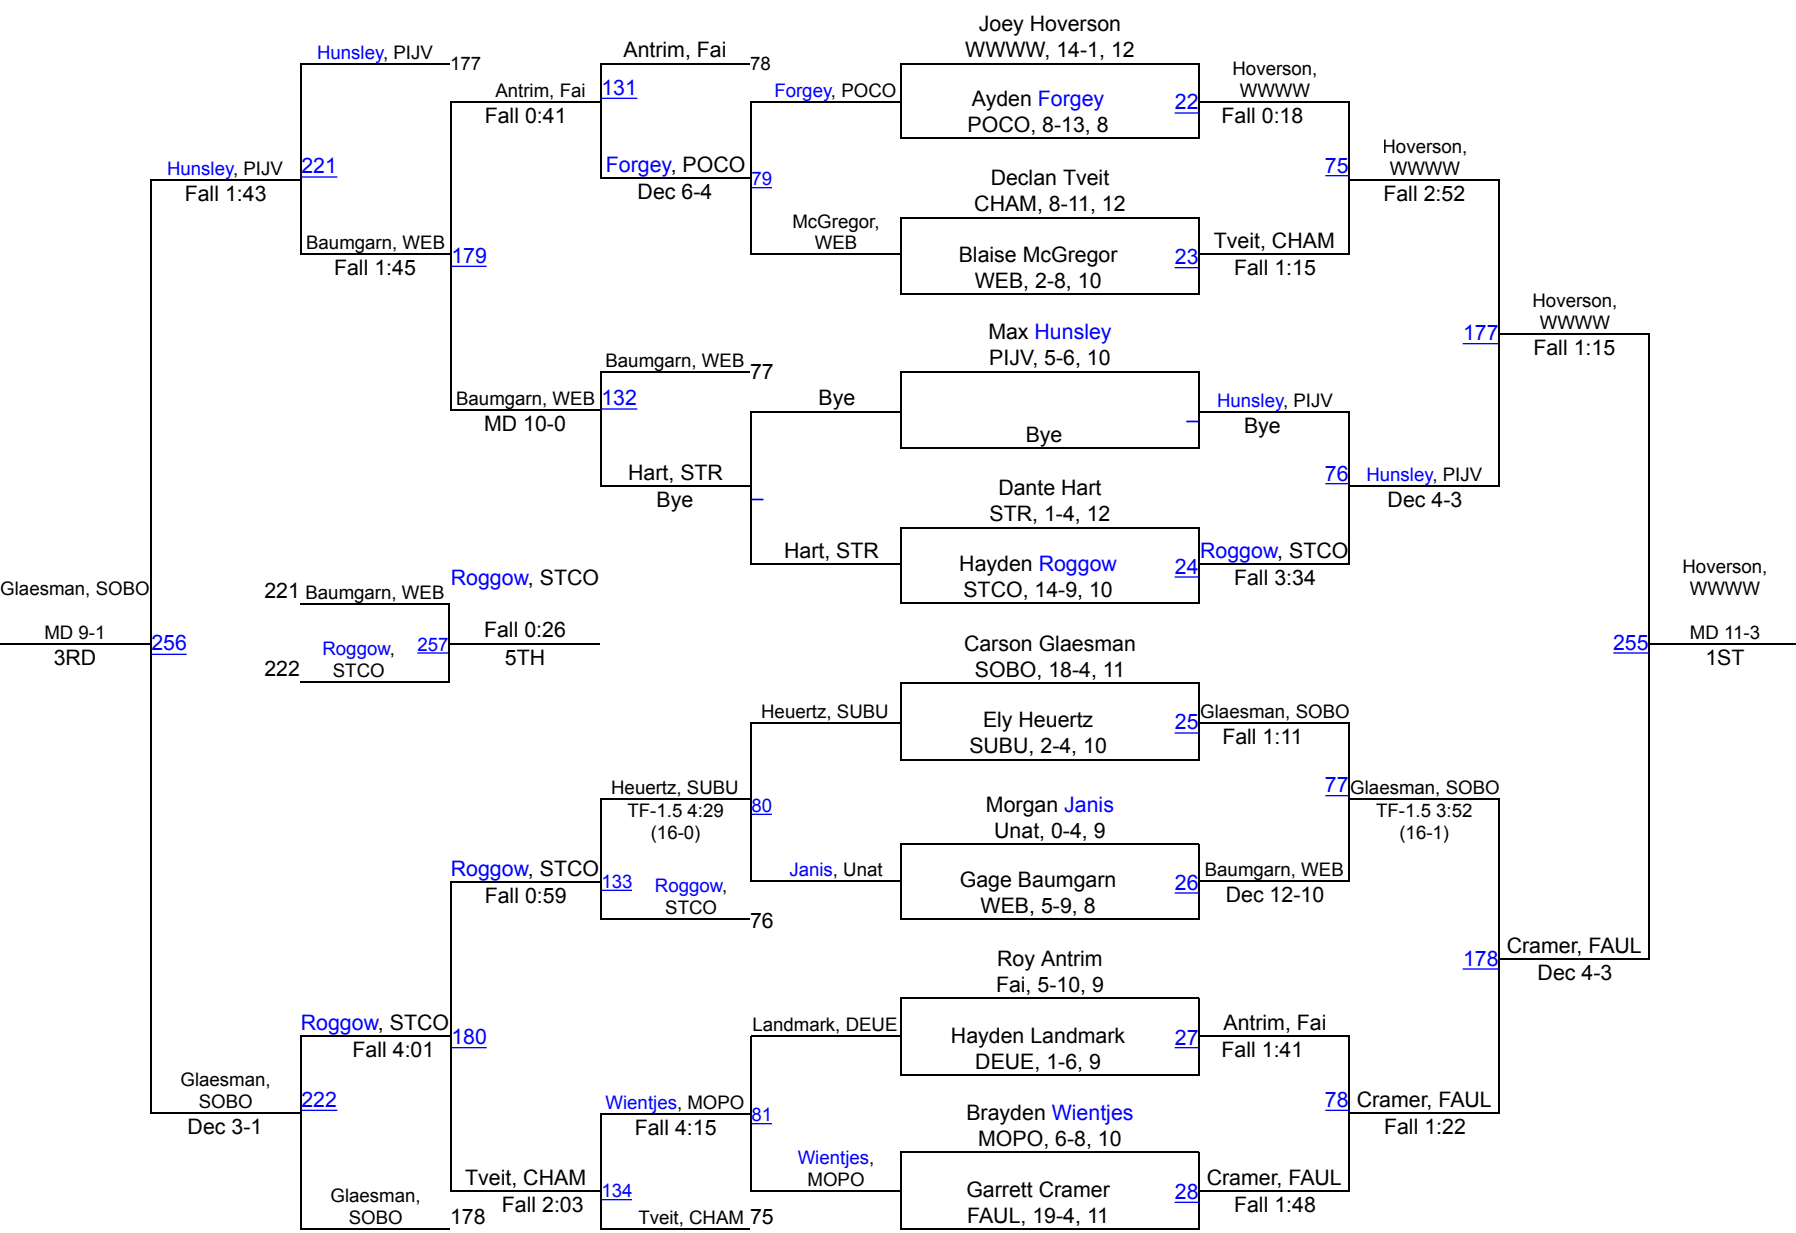 Joey Hoverson
WWWW, 14-1, 12
Ayden Forgey
POCO, 8-13, 8
22
Declan Tveit
CHAM, 8-11, 12
Blaise McGregor
WEB, 2-8, 10
23
Max Hunsley
PIJV, 5-6, 10
Bye
Dante Hart
STR, 1-4, 12
Hayden Roggow
STCO, 14-9, 10
24
Carson Glaesman
SOBO, 18-4, 11
Ely Heuertz
SUBU, 2-4, 10
25
Morgan Janis
Unat, 0-4, 9
Gage Baumgarn
WEB, 5-9, 8
26
Roy Antrim
Fai, 5-10, 9
Hayden Landmark
DEUE, 1-6, 9
27
Brayden Wientjes
MOPO, 6-8, 10
Garrett Cramer
FAUL, 19-4, 11
28
Hoverson,
WWWW
Fall 0:18
75
Tveit, CHAM
Fall 1:15
Hunsley, PIJV
Bye
76
Roggow, STCO
Fall 3:34
Glaesman, SOBO
Fall 1:11
77
Baumgarn, WEB
Dec 12-10
Antrim, Fai
Fall 1:41
78
Cramer, FAUL
Fall 1:48
Hoverson,
WWWW
Fall 2:52
177
Hunsley, PIJV
Dec 4-3
Glaesman, SOBO
TF-1.5 3:52
(16-1)
178
Cramer, FAUL
Fall 1:22
Hoverson,
WWWW
Fall 1:15
255
Cramer, FAUL
Dec 4-3
Hoverson,
WWWW
MD 11-3
1ST
Forgey, POCO
79
McGregor,
WEB
Bye
Hart, STR
Heuertz, SUBU
80
Janis, Unat
Landmark, DEUE
81
Wientjes,
MOPO
Antrim, Fai
78
131
Forgey, POCO
Dec 6-4
Baumgarn, WEB
77
132
Hart, STR
Bye
Heuertz, SUBU
TF-1.5 4:29
(16-0)
133
Roggow,
STCO
76
Wientjes, MOPO
Fall 4:15
134
Tveit, CHAM
75
Antrim, Fai
Fall 0:41
179
Baumgarn, WEB
MD 10-0
Roggow, STCO
Fall 0:59
180
Tveit, CHAM
Fall 2:03
Hunsley, PIJV
177
221
Baumgarn, WEB
Fall 1:45
Roggow, STCO
Fall 4:01
222
Glaesman,
SOBO
178
Hunsley, PIJV
Fall 1:43
256
Glaesman,
SOBO
Dec 3-1
Glaesman, SOBO
MD 9-1
3RD
221
Baumgarn, WEB
257
222
Roggow,
STCO
Roggow, STCO
Fall 0:26
5TH